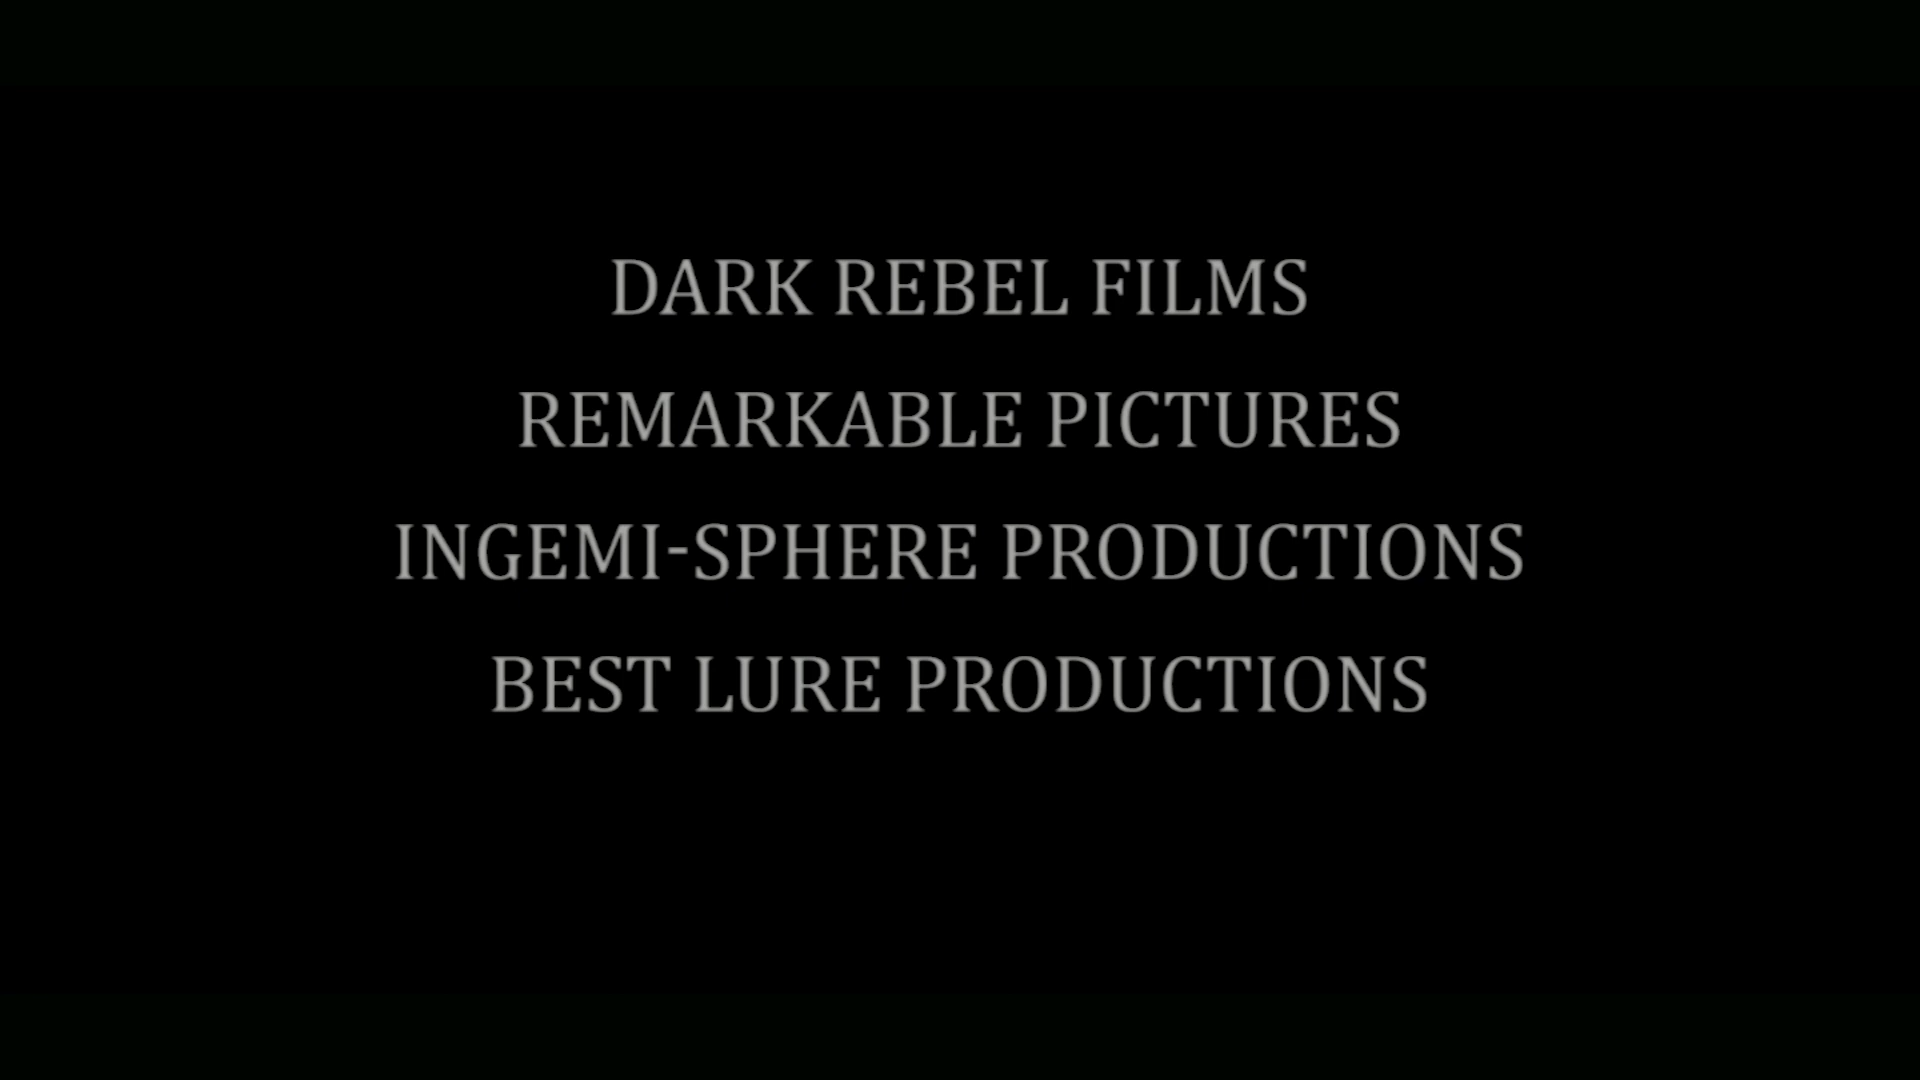 DARK REBEL FILMS
REMARKABLE PICTURES
INGEMI-SPHERE PRODUCTIONS
BEST LURE PRODUCTIONS